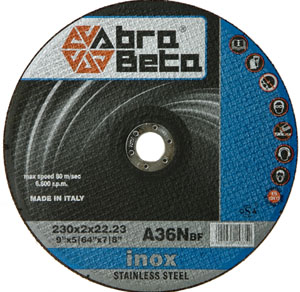 Abra
Beta
max speed 80 m/sec
6.600 r.p.m.
MADE IN ITALY
230x2x22.23
9"x5|64"x7|8"
A36NBF
inox
STAINLESS STEEL